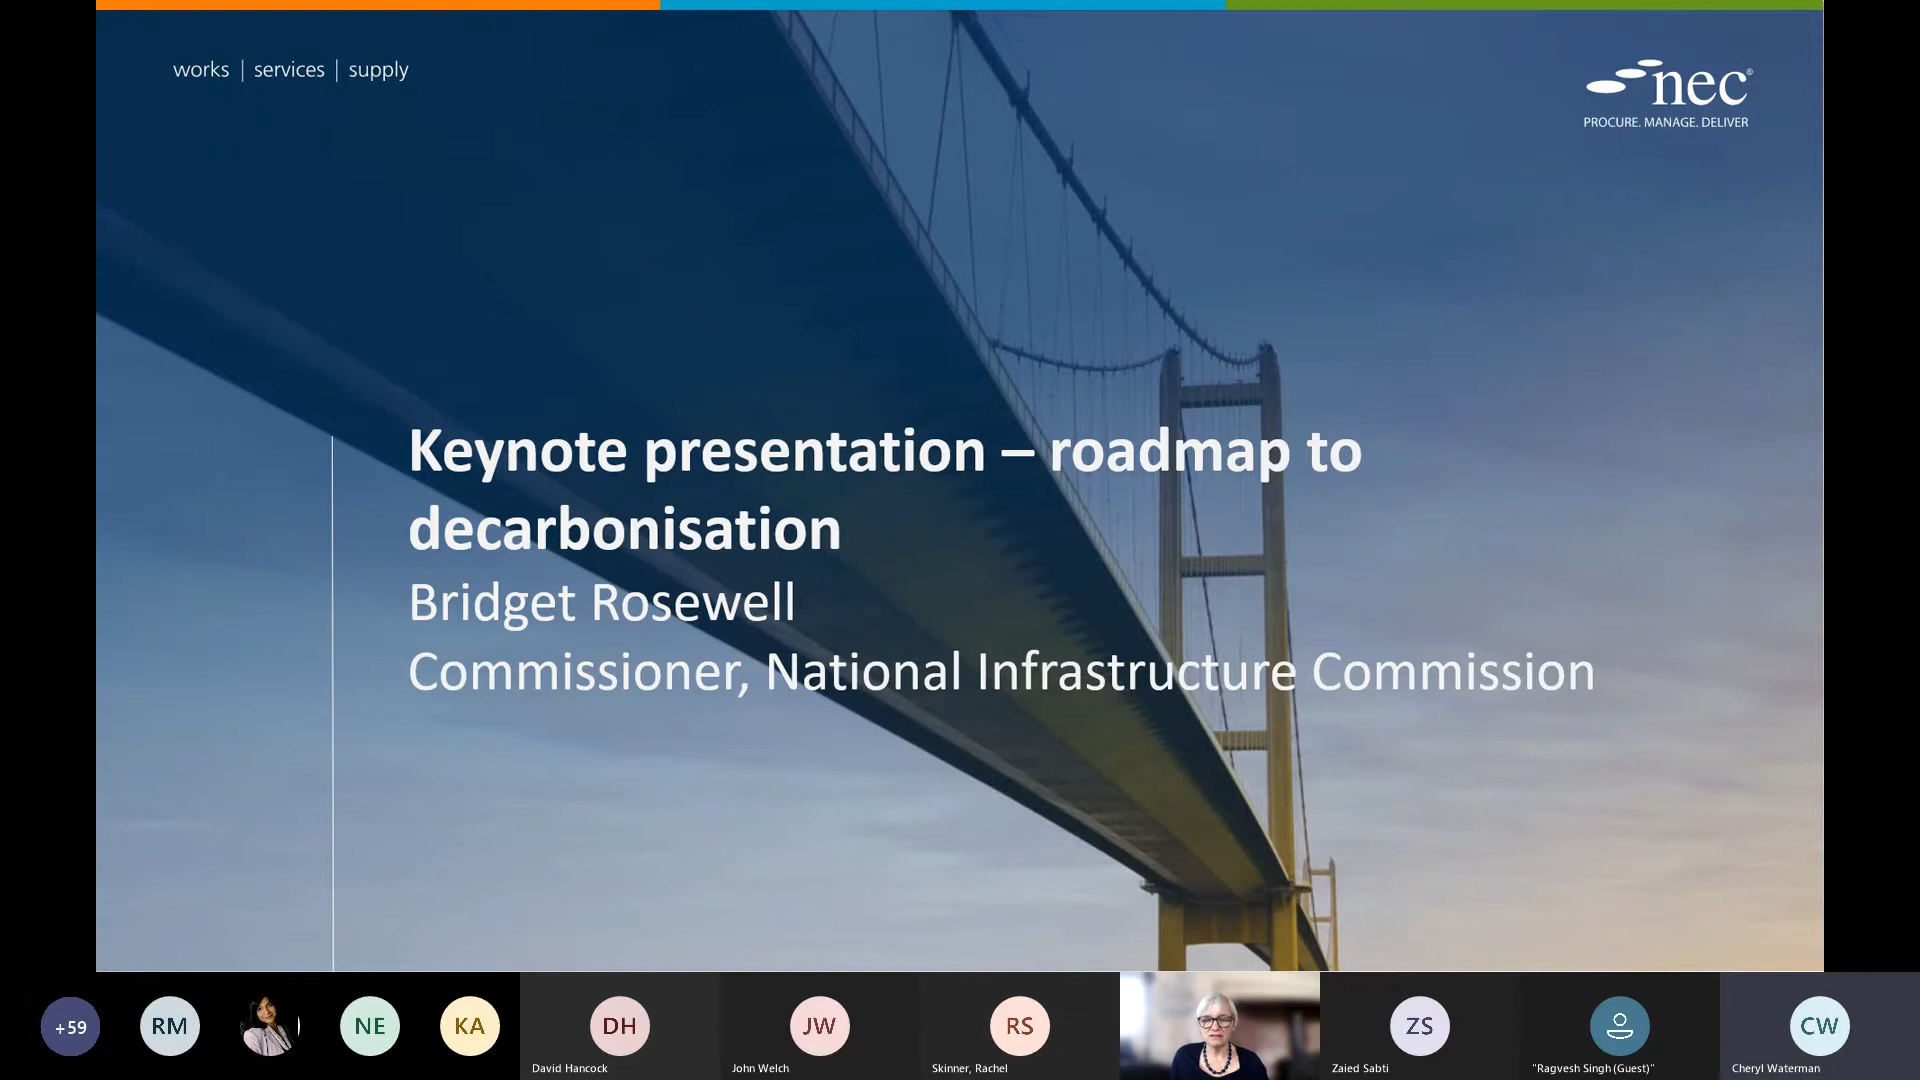 works | services | supply
nec®
PROCURE. MANAGE. DELIVER
Keynote presentation – roadmap to
decarbonisation
Bridget Rosewell
Commissioner, National Infrastructure Commission
+59
RM
NE
KA
DH
JW
RS
ZS
CW
David Hancock
John Welch
Skinner, Rachel
Zaied Sabti
"Ragvesh Singh (Guest)"
Cheryl Waterman